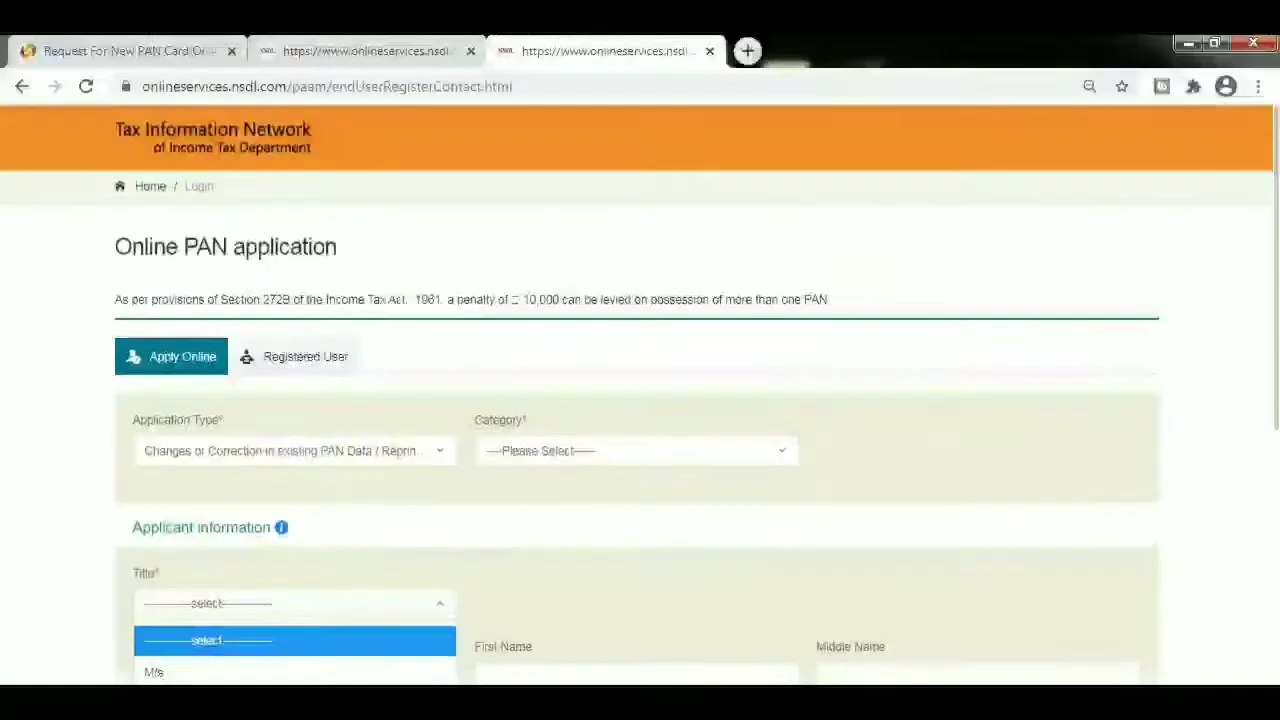 Request For New PAN Card Or
https://www.onlineservices.nsdl
https://www.onlineservices.nsdl
onlineservices.nsdl.com/paam/endUserRegisterContact.html
Tax Information Network
of Income Tax Department
Home / Login
Online PAN application
As per provisions of Section 272B of the Income Tax Act, 1961, a penalty of 10,000 can be levied on possession of more than one PAN
Apply Online
Registered User
Application Type* Category*
Changes or Correction in existing PAN Data / Reprin ---Please Select-----
Applicant information i
Title*
-----------select-----------
-----------select-----------
First Name Middle Name
M/s